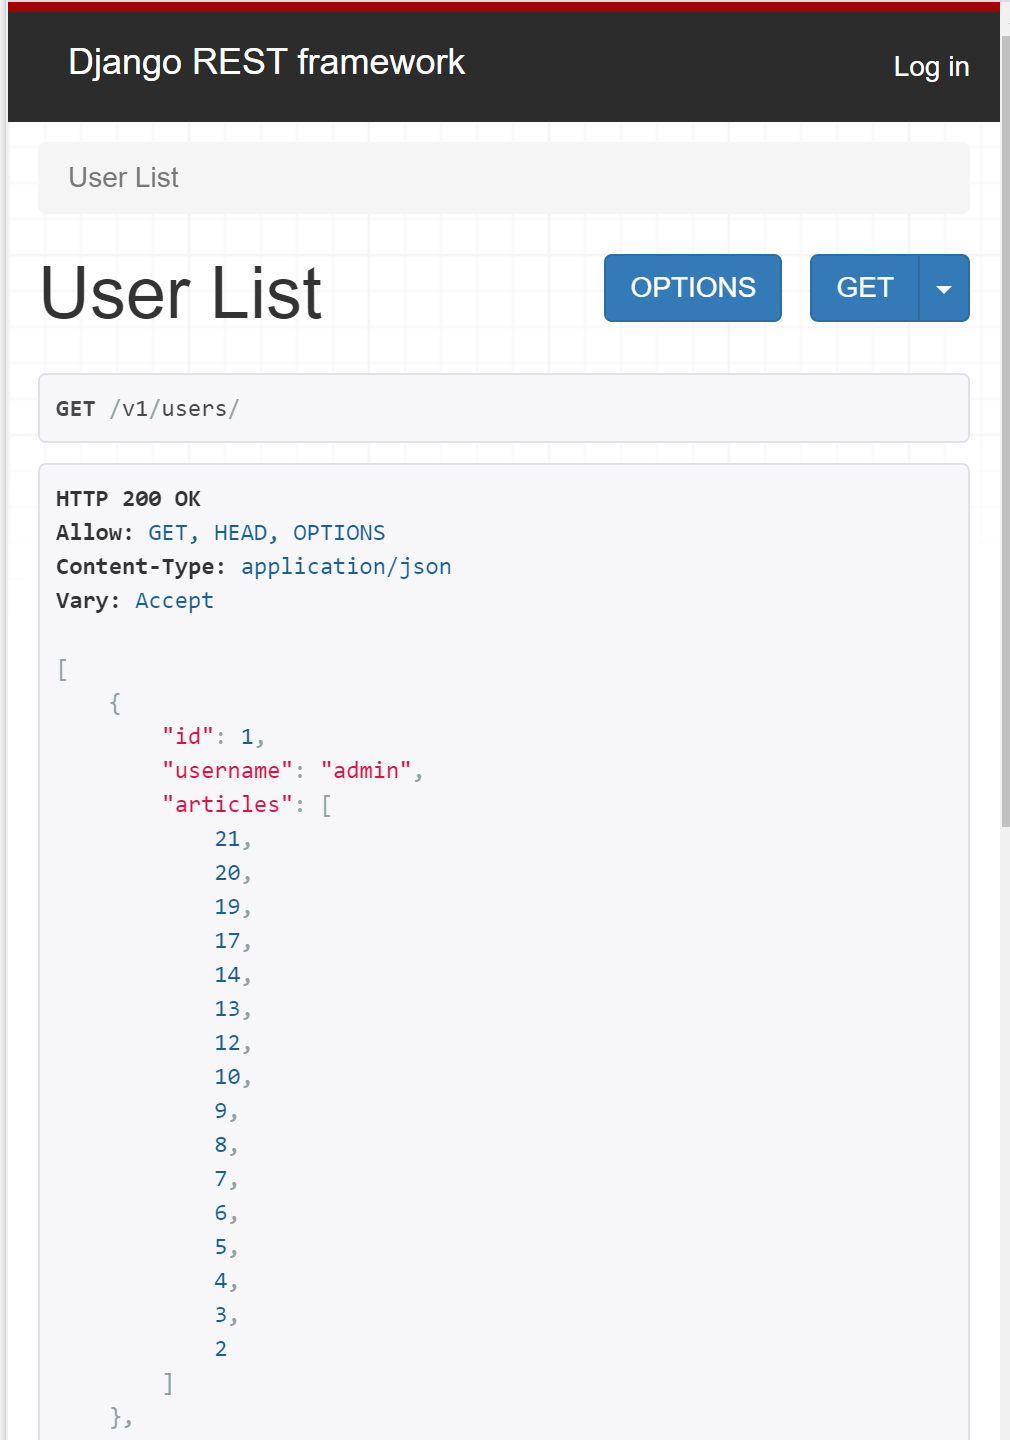 Django REST framework
Log in
User List
User List
OPTIONS
GET
GET /v1/users/
HTTP 200 OK
Allow: GET, HEAD, OPTIONS
Content-Type: application/json
Vary: Accept
[
    {
        "id": 1,
        "username": "admin",
        "articles": [
            21,
            20,
            19,
            17,
            14,
            13,
            12,
            10,
            9,
            8,
            7,
            6,
            5,
            4,
            3,
            2
        ]
    },